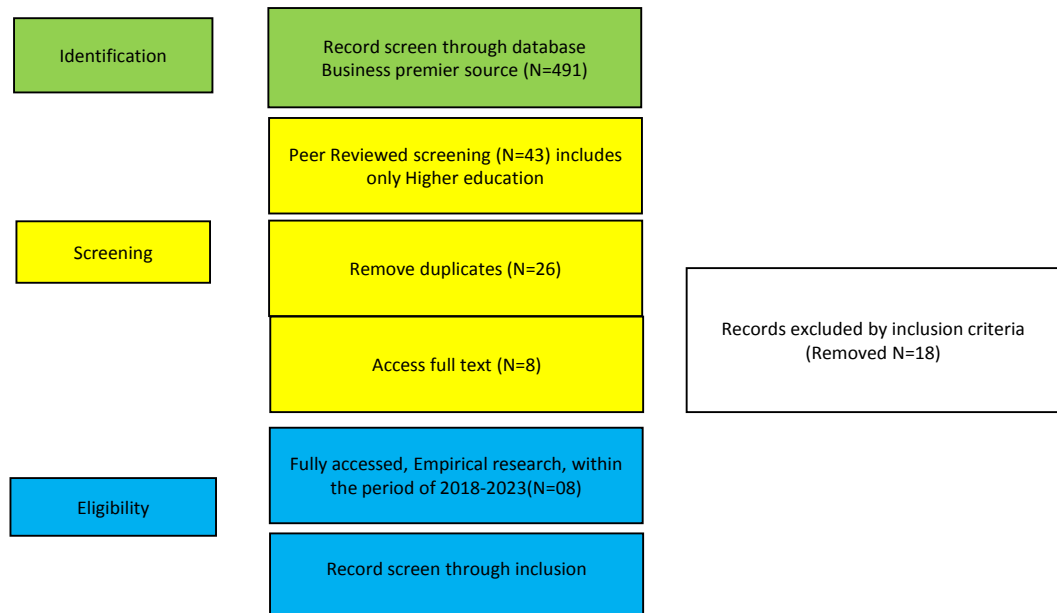 Identification
Record screen through database
Business premier source (N=491)
Peer Reviewed screening (N=43) includes
only Higher education
Screening
Remove duplicates (N=26)
Records excluded by inclusion criteria
(Removed N=18)
Access full text (N=8)
Fully accessed, Empirical research, within
the period of 2018-2023(N=08)
Eligibility
Record screen through inclusion